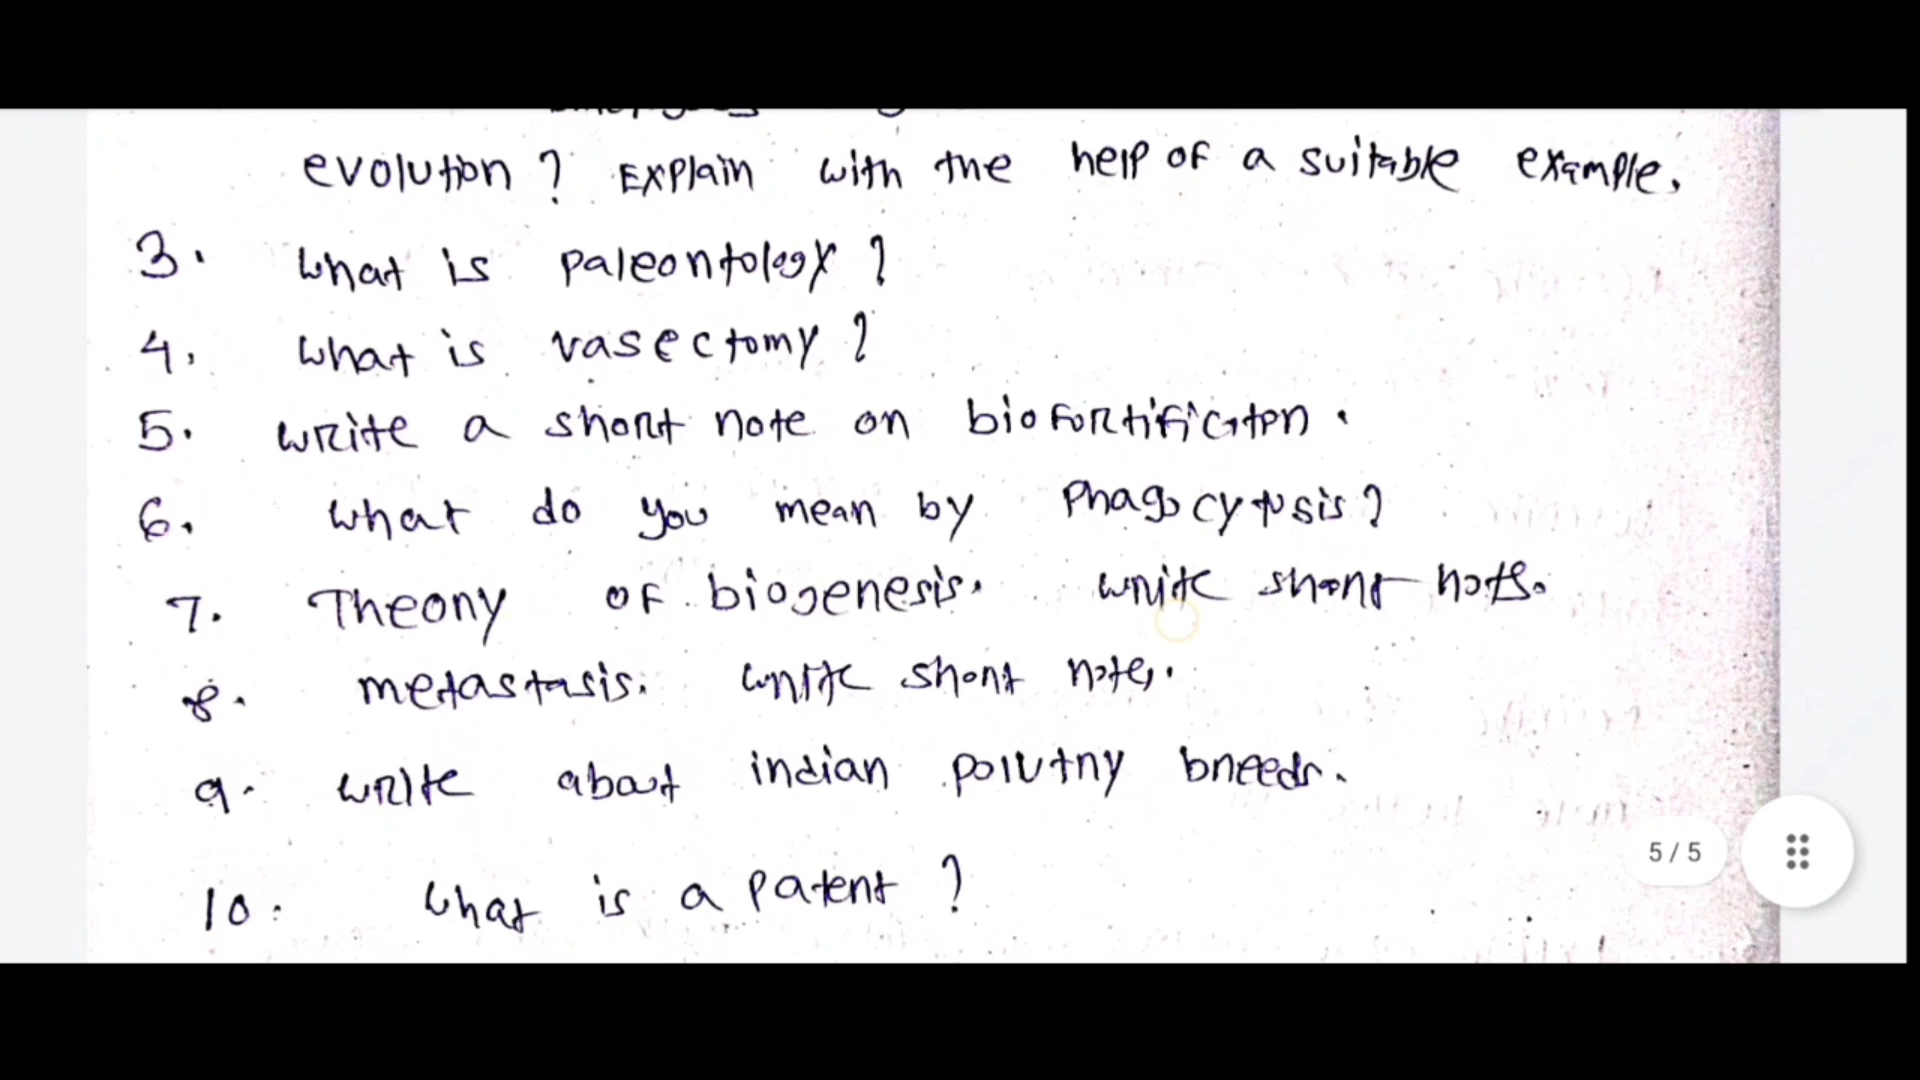 evolution ? Explain with the help of a suitable example.
3. What is paleontology ?
4. What is vasectomy ?
5. write a short note on biofortification.
6. what do you mean by Phagocytosis ?
7. Theory of biogenesis. write short note.
8. metastasis. write short note.
9. write about indian polutry breeds.
10. What is a patent ?
5 / 5